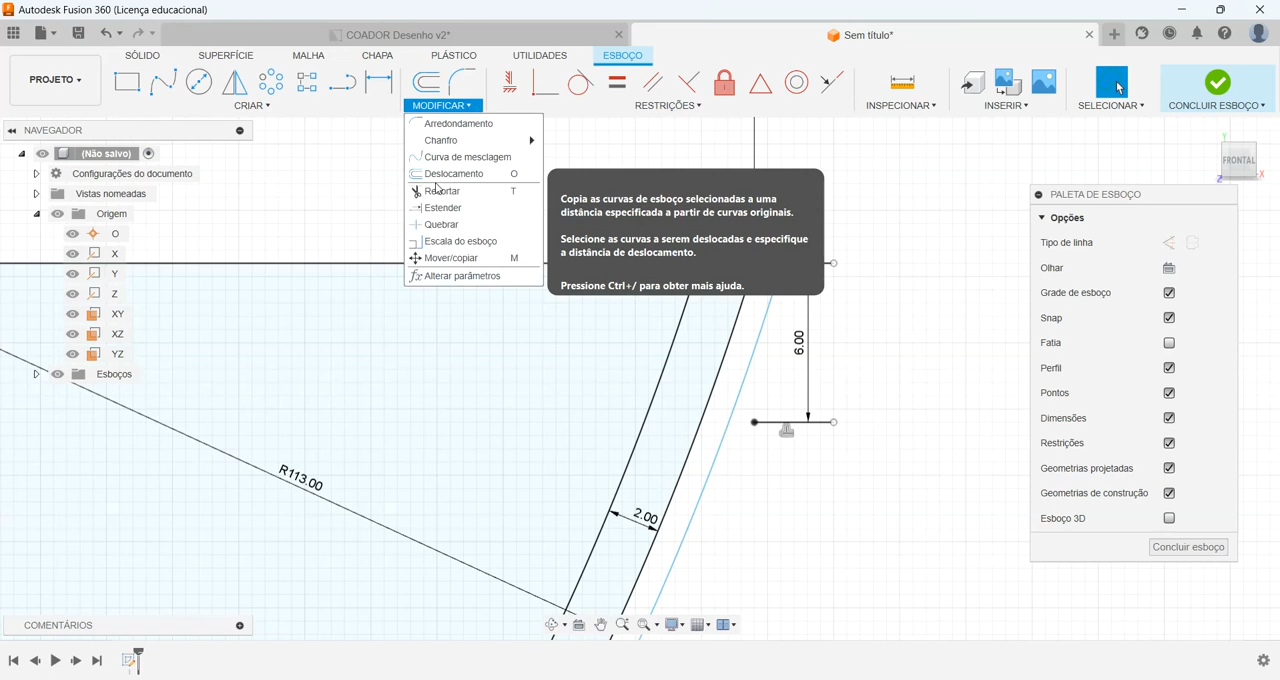 Autodesk Fusion 360 (Licença educacional)
COADOR Desenho v2*
Sem título*
SÓLIDO
SUPERFÍCIE
MALHA
CHAPA
PLÁSTICO
UTILIDADES
ESBOÇO
PROJETO
CRIAR
MODIFICAR
RESTRIÇÕES
INSPECIONAR
INSERIR
SELECIONAR
CONCLUIR ESBOÇO
NAVEGADOR
(Não salvo)
Configurações do documento
Vistas nomeadas
Origem
O
X
Y
Z
XY
XZ
YZ
Esboços
Arredondamento
Chanfro
Curva de mesclagem
Deslocamento O
Recortar T
Estender
Quebrar
Escala do esboço
Mover/copiar M
fx Alterar parâmetros
Copia as curvas de esboço selecionadas a uma
distância especificada a partir de curvas originais.
Selecione as curvas a serem deslocadas e especifique
a distância de deslocamento.
Pressione Ctrl+/ para obter mais ajuda.
6.00
R113.00
2.00
Y
FRONTAL
Z
X
PALETA DE ESBOÇO
Opções
Tipo de linha
Olhar
Grade de esboço
Snap
Fatia
Perfil
Pontos
Dimensões
Restrições
Geometrias projetadas
Geometrias de construção
Esboço 3D
Concluir esboço
COMENTÁRIOS